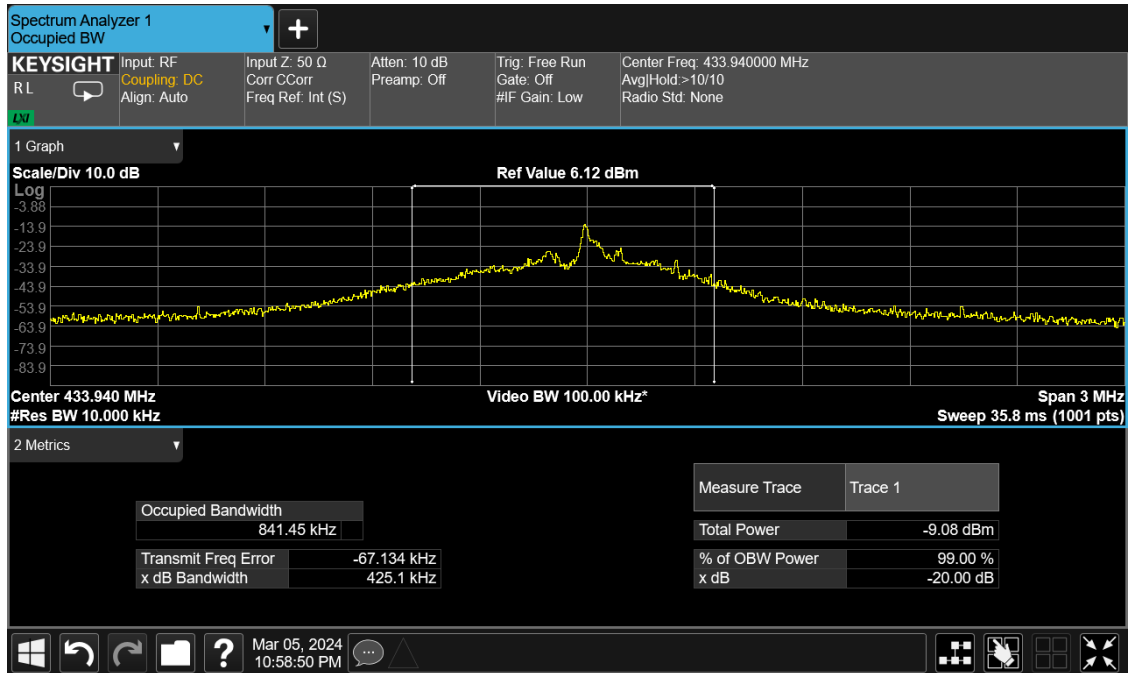 Spectrum Analyzer 1
Occupied BW
KEYSIGHT
R L
LXI
Input: RF
Coupling: DC
Align: Auto
Input Z: 50 Ω
Corr CCorr
Freq Ref: Int (S)
Atten: 10 dB
Preamp: Off
Trig: Free Run
Gate: Off
#IF Gain: Low
Center Freq: 433.940000 MHz
Avg|Hold:>10/10
Radio Std: None
1 Graph
Scale/Div 10.0 dB
Ref Value 6.12 dBm
Log
-3.88
-13.9
-23.9
-33.9
-43.9
-53.9
-63.9
-73.9
-83.9
Center 433.940 MHz
Video BW 100.00 kHz*
Span 3 MHz
#Res BW 10.000 kHz
Sweep 35.8 ms (1001 pts)
2 Metrics
Measure Trace Trace 1
Occupied Bandwidth
841.45 kHz
Total Power -9.08 dBm
Transmit Freq Error -67.134 kHz
% of OBW Power 99.00 %
x dB Bandwidth 425.1 kHz
x dB -20.00 dB
?
Mar 05, 2024
10:58:50 PM